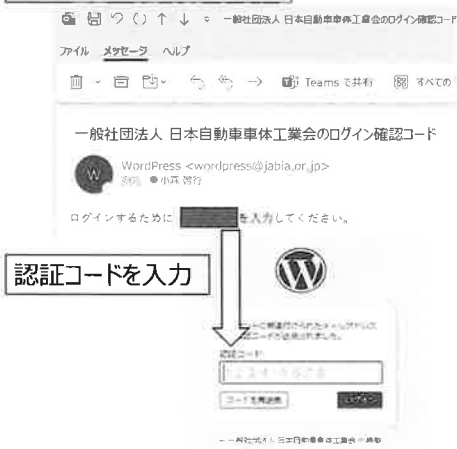 一般社団法人 日本自動車車体工業会のログイン確認コード
ファイル メッセージ ヘルプ
Teams で共有 すべての
一般社団法人 日本自動車車体工業会のログイン確認コード
W
WordPress <wordpress@jabia.or.jp>
宛先 ●小森 啓行
ログインするために を入力してください。
認証コードを入力
認証コード
コードを再送信 ログイン